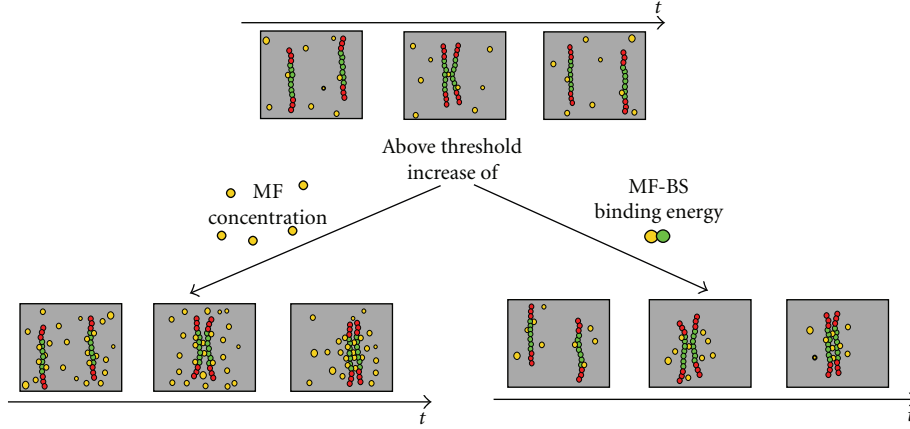 t
Above threshold
increase of
MF
concentration
MF-BS
binding energy
t
t